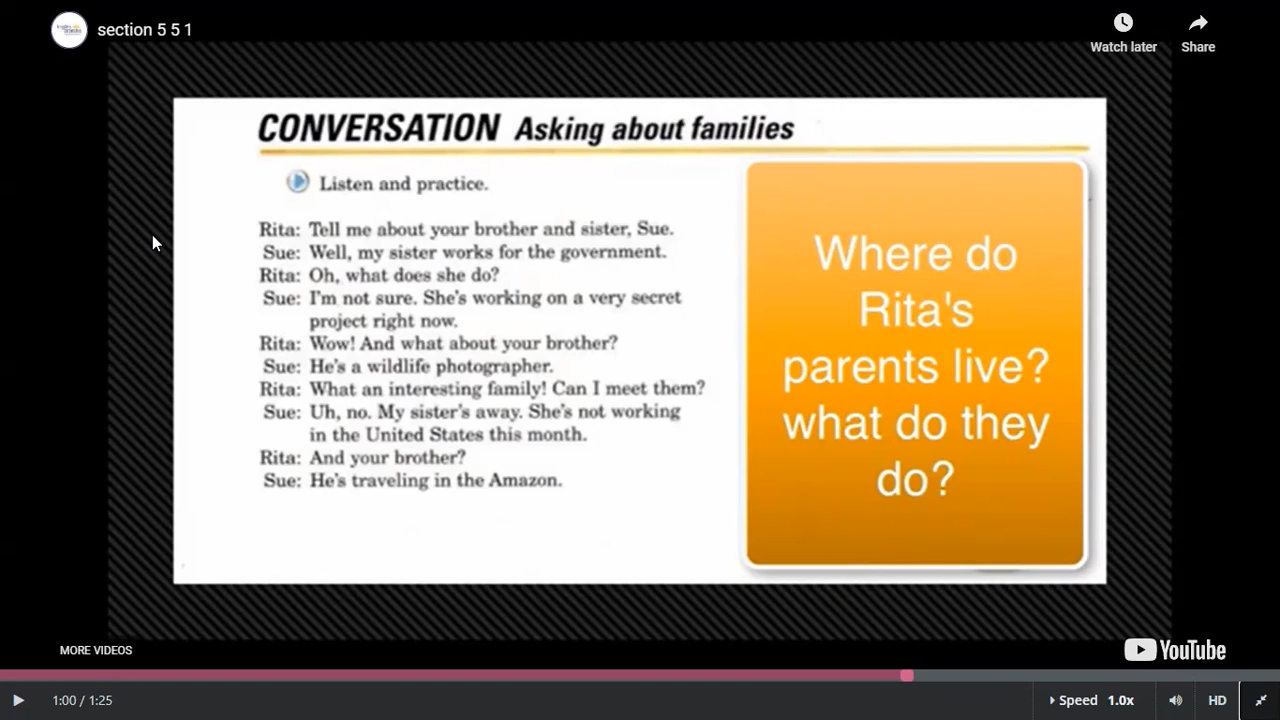 section 5 5 1
Watch later
Share
CONVERSATION Asking about families
Listen and practice.
Rita: Tell me about your brother and sister, Sue.
Sue: Well, my sister works for the government.
Rita: Oh, what does she do?
Sue: I'm not sure. She's working on a very secret
project right now.
Rita: Wow! And what about your brother?
Sue: He's a wildlife photographer.
Rita: What an interesting family! Can I meet them?
Sue: Uh, no. My sister's away. She's not working
in the United States this month.
Rita: And your brother?
Sue: He's traveling in the Amazon.
Where do
Rita's
parents live?
what do they
do?
MORE VIDEOS
YouTube
1:00 / 1:25
Speed 1.0x
HD